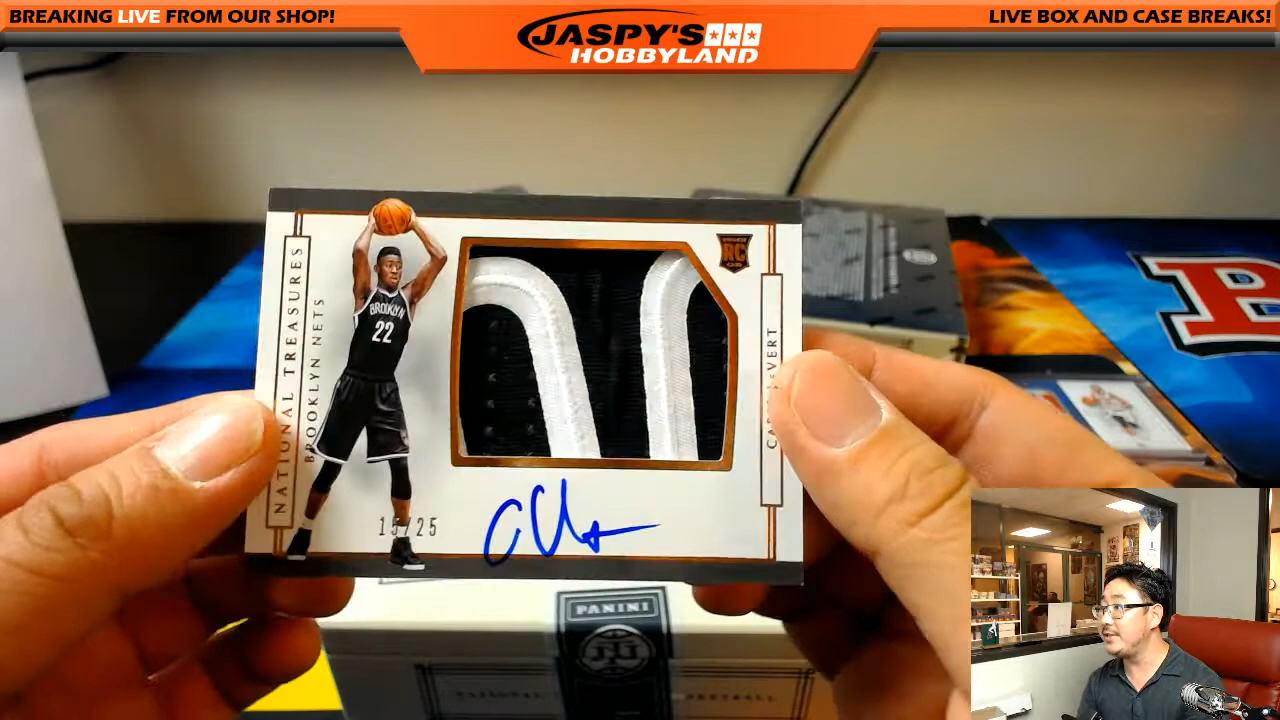 BREAKING LIVE FROM OUR SHOP!
JASPY'S
HOBBYLAND
LIVE BOX AND CASE BREAKS!
NATIONAL TREASURES
BROOKLYN NETS
BROOKLYN
22
RC
15/25
PANINI